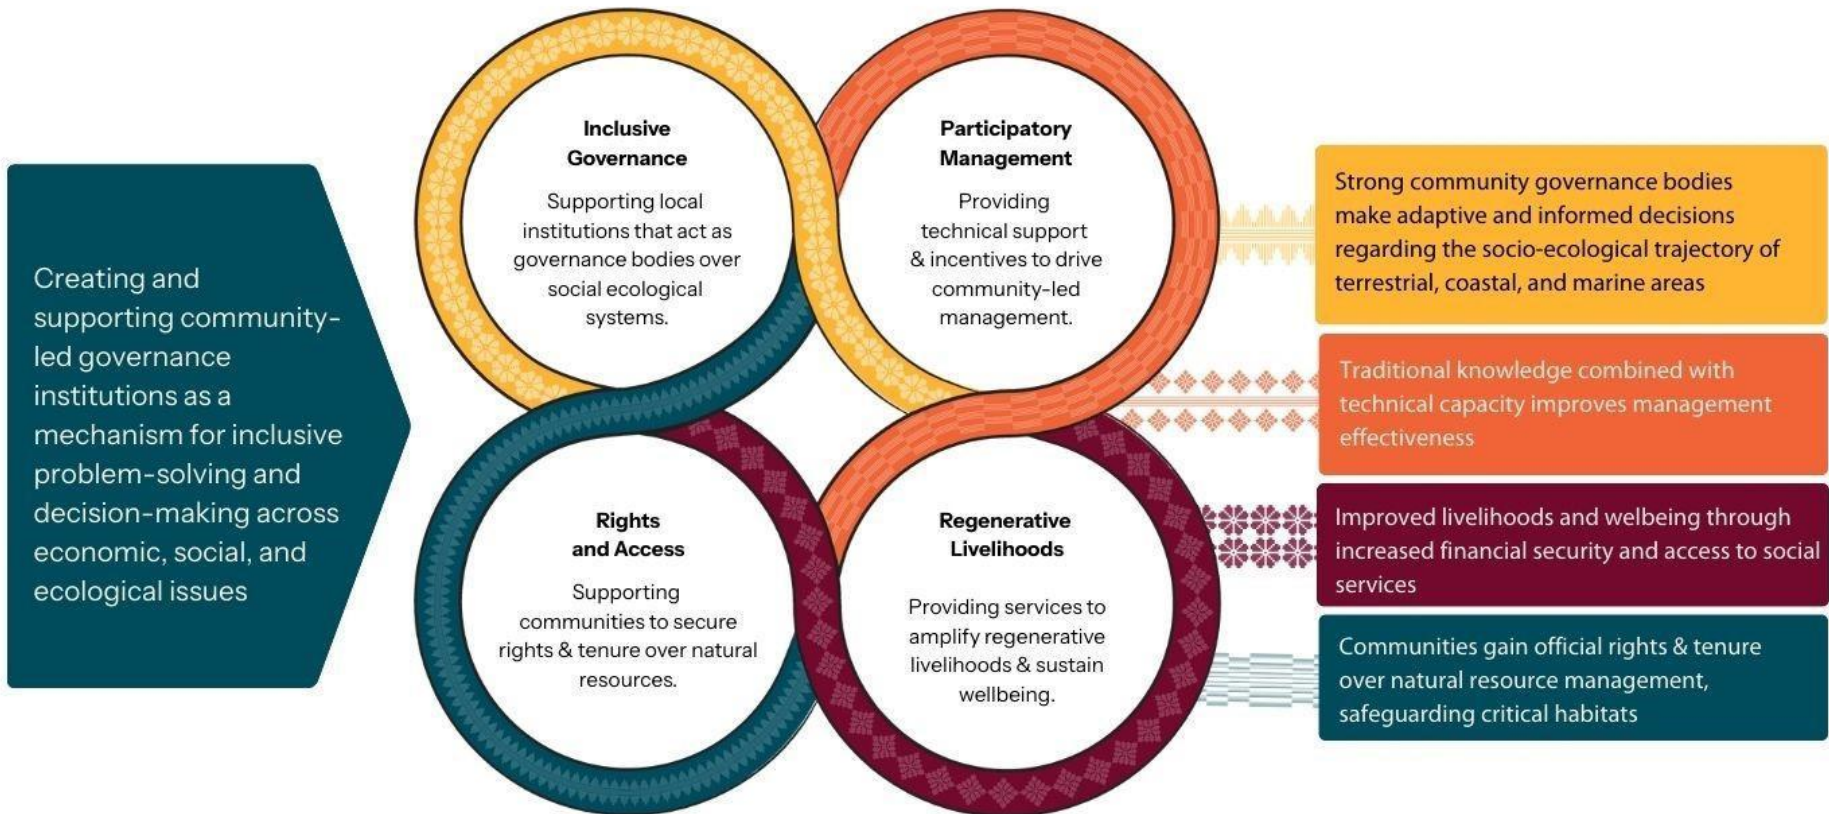 Creating and
supporting community-
led governance
institutions as a
mechanism for inclusive
problem-solving and
decision-making across
economic, social, and
ecological issues
Inclusive
Governance
Supporting local
institutions that act as
governance bodies over
social ecological
systems.
Participatory
Management
Providing
technical support
& incentives to drive
community-led
management.
Rights
and Access
Supporting
communities to secure
rights & tenure over natural
resources.
Regenerative
Livelihoods
Providing services to
amplify regenerative
livelihoods & sustain
wellbeing.
Strong community governance bodies
make adaptive and informed decisions
regarding the socio-ecological trajectory of
terrestrial, coastal, and marine areas
Traditional knowledge combined with
technical capacity improves management
effectiveness
Improved livelihoods and welbeing through
increased financial security and access to social
services
Communities gain official rights & tenure
over natural resource management,
safeguarding critical habitats